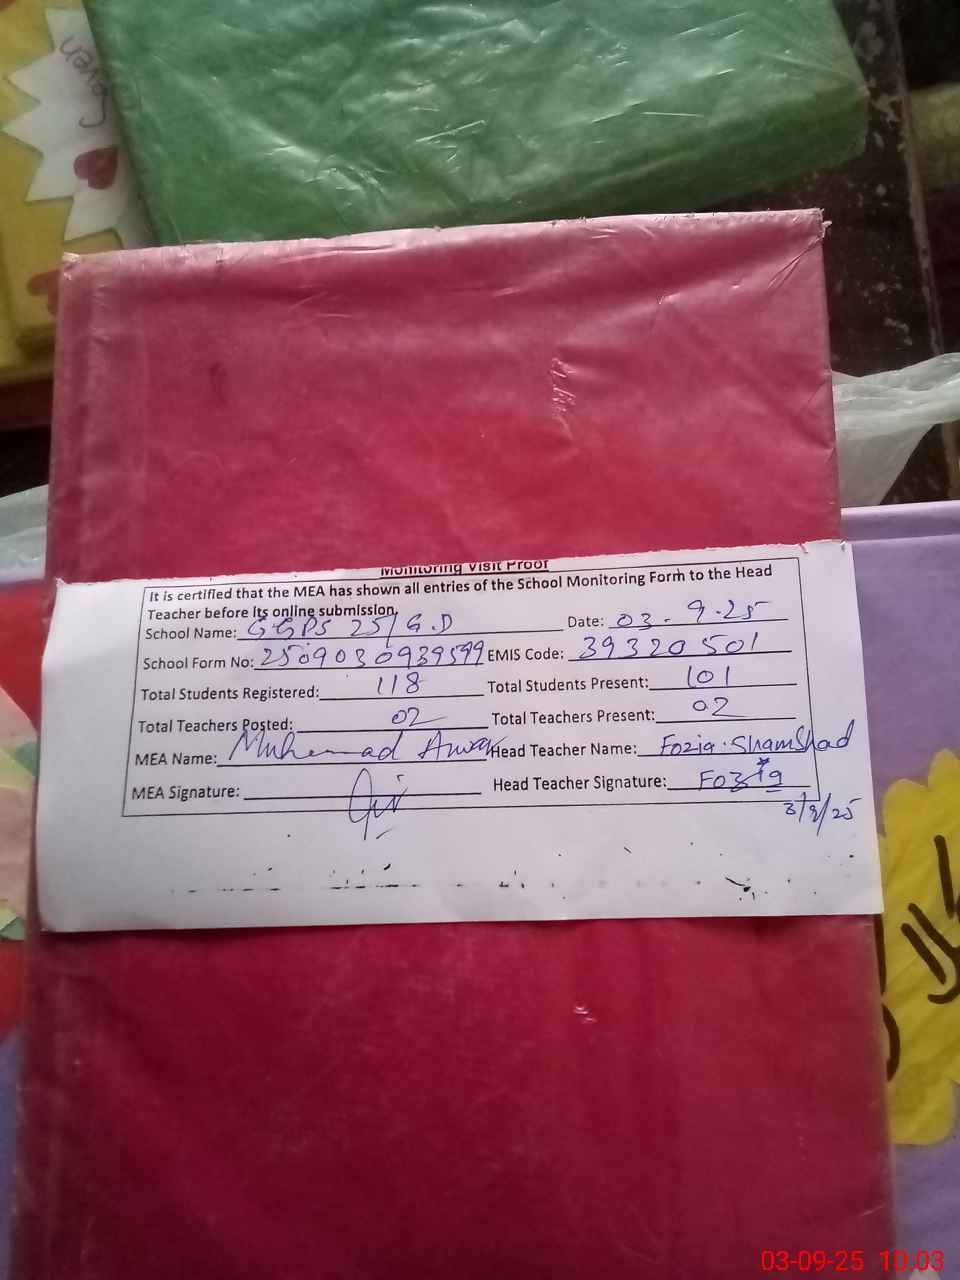 Monitoring Visit Proof
It is certified that the MEA has shown all entries of the School Monitoring Form to the Head
Teacher before its online submission.
School Name: GGPS 25/G.D Date: 03.9.25
School Form No: 2509030939599 EMIS Code: 39320501
Total Students Registered: 118 Total Students Present: 101
Total Teachers Posted: 02 Total Teachers Present: 02
MEA Name: Muhammad Anwar Head Teacher Name: Fozia Shamshad
MEA Signature: Head Teacher Signature: Fozia
3/9/25
03-09-25 10.03